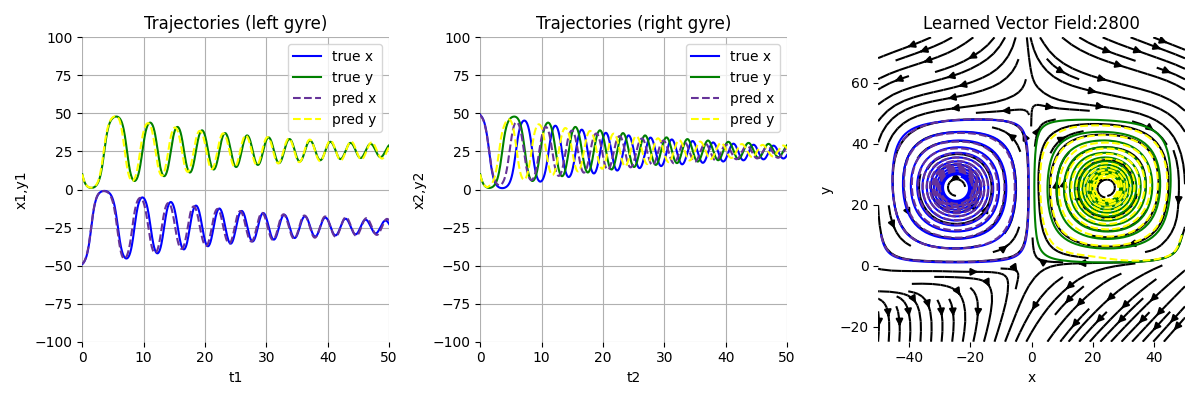 Trajectories (left gyre)
100
75
50
25
0
−25
−50
−75
−100
0 10 20 30 40 50
t1
x1,y1
true x
true y
pred x
pred y
Trajectories (right gyre)
100
75
50
25
0
−25
−50
−75
−100
0 10 20 30 40 50
t2
x2,y2
true x
true y
pred x
pred y
Learned Vector Field:2800
60
40
20
0
−20
−40 −20 0 20 40
x
y